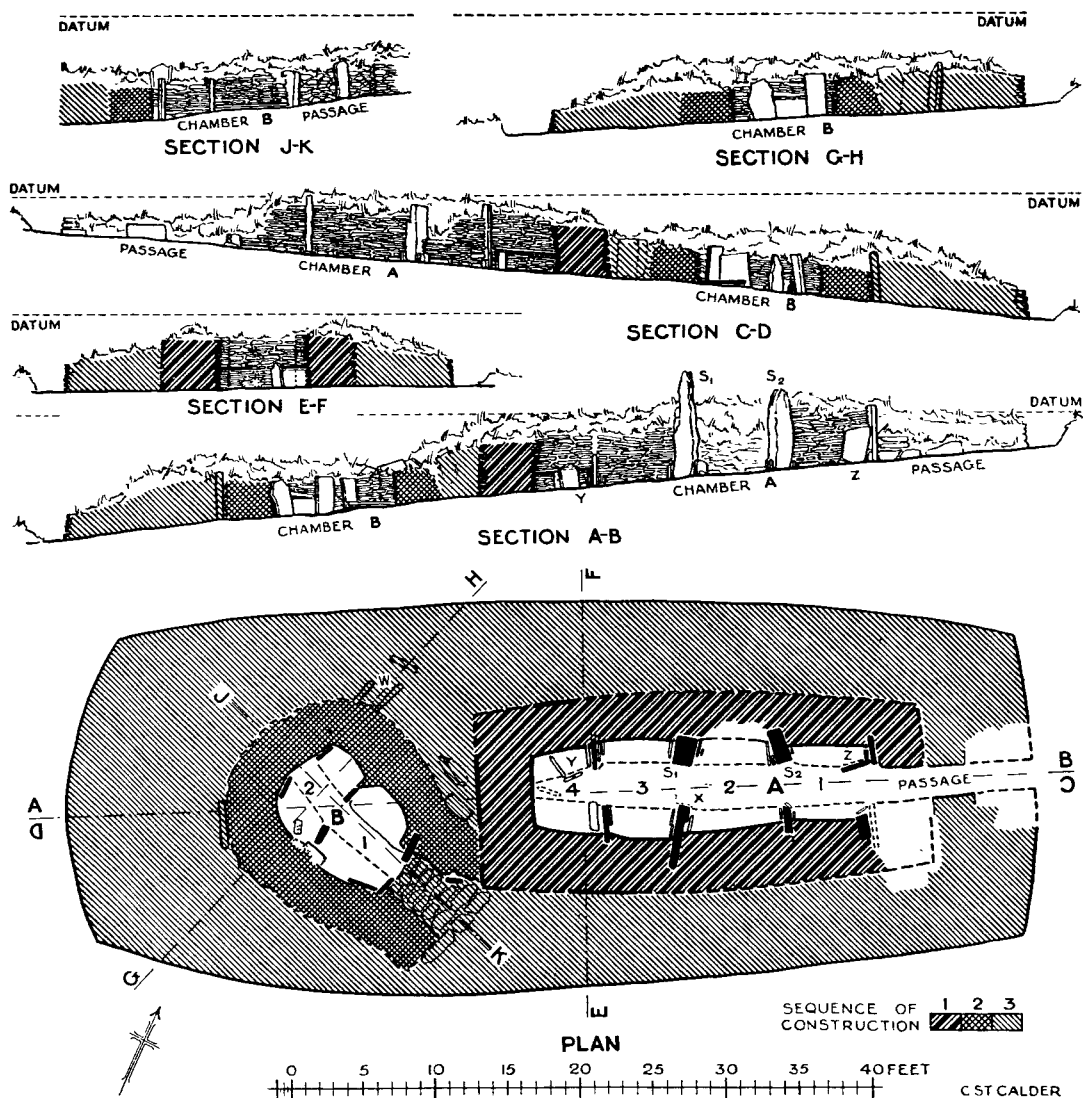 DATUM
CHAMBER B PASSAGE
SECTION J-K
DATUM
CHAMBER B
SECTION G-H
DATUM
DATUM
PASSAGE
CHAMBER A
CHAMBER B
SECTION C-D
DATUM
SECTION E-F
S1 S2
DATUM
CHAMBER B
Y
CHAMBER A
Z
PASSAGE
SECTION A-B
H
F
J
W
A
D
2
B
1
Y
4
3
S1
X
2
A
S2
1
Z
PASSAGE
B
C
K
G
E
SEQUENCE OF CONSTRUCTION
1 2 3
PLAN
0 5 10 15 20 25 30 35 40 FEET
C S T CALDER